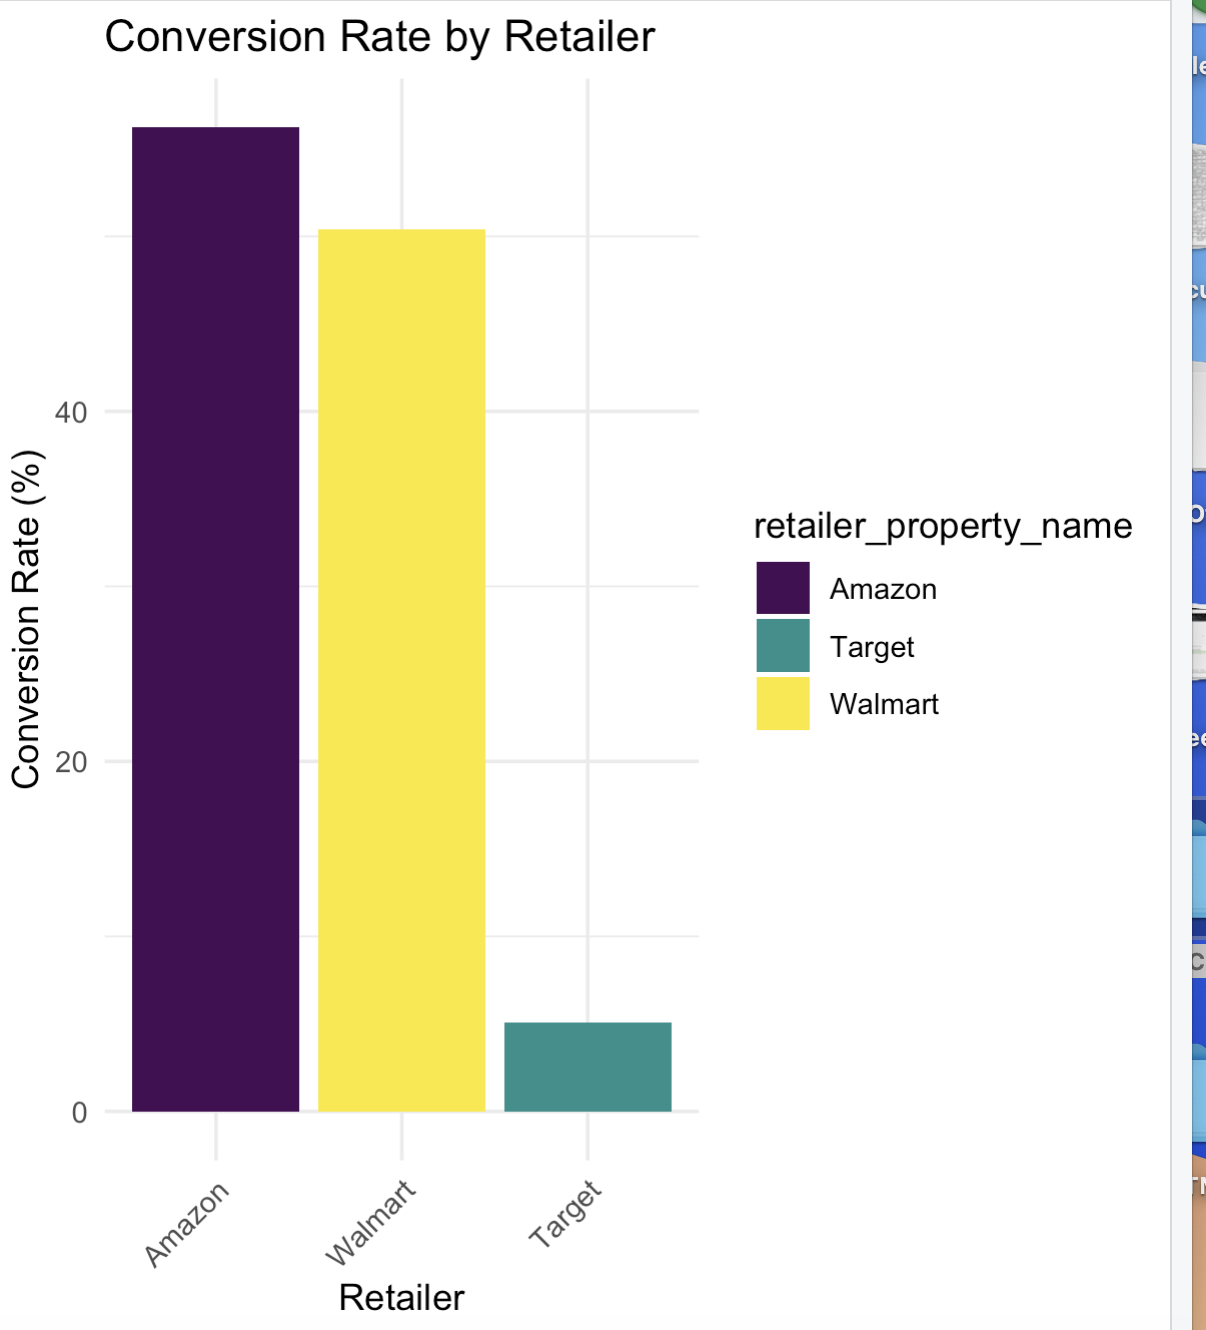 Conversion Rate by Retailer
Conversion Rate (%)
40
20
0
Amazon
Walmart
Target
Retailer
retailer_property_name
Amazon
Target
Walmart